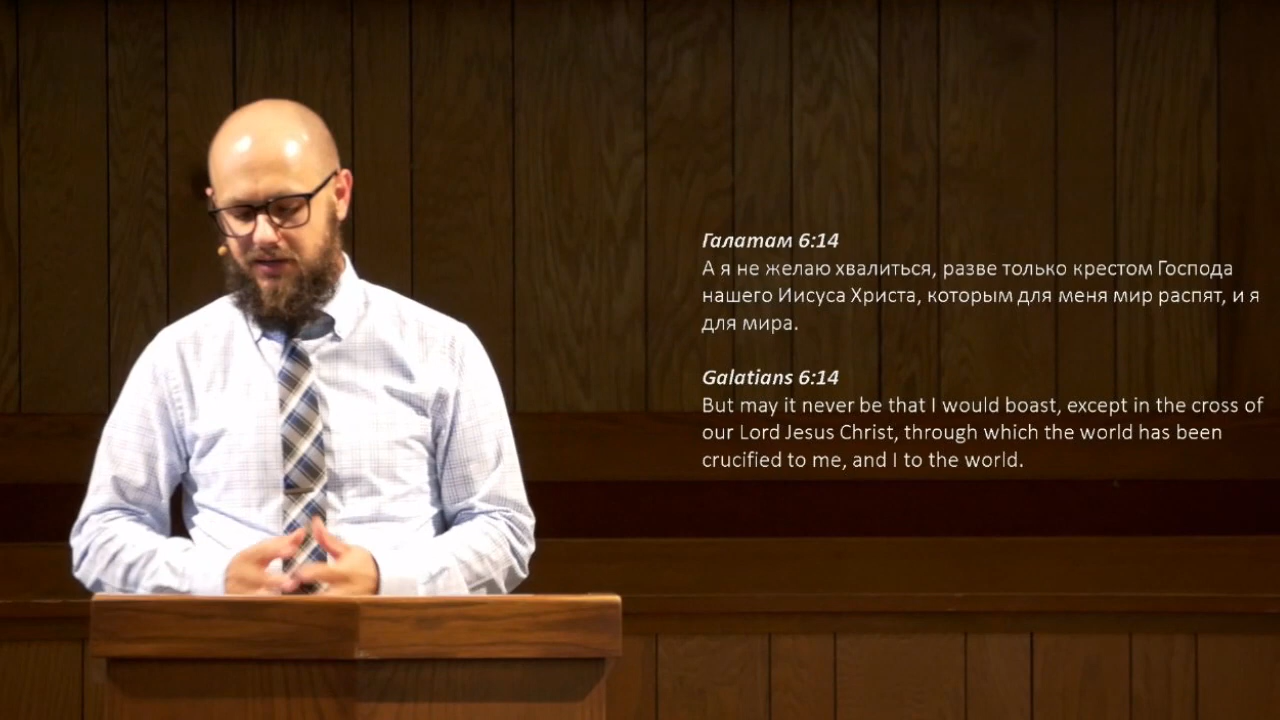 Галатам 6:14
А я не желаю хвалиться, разве только крестом Господа
нашего Иисуса Христа, которым для меня мир распят, и я
для мира.
Galatians 6:14
But may it never be that I would boast, except in the cross of
our Lord Jesus Christ, through which the world has been
crucified to me, and I to the world.